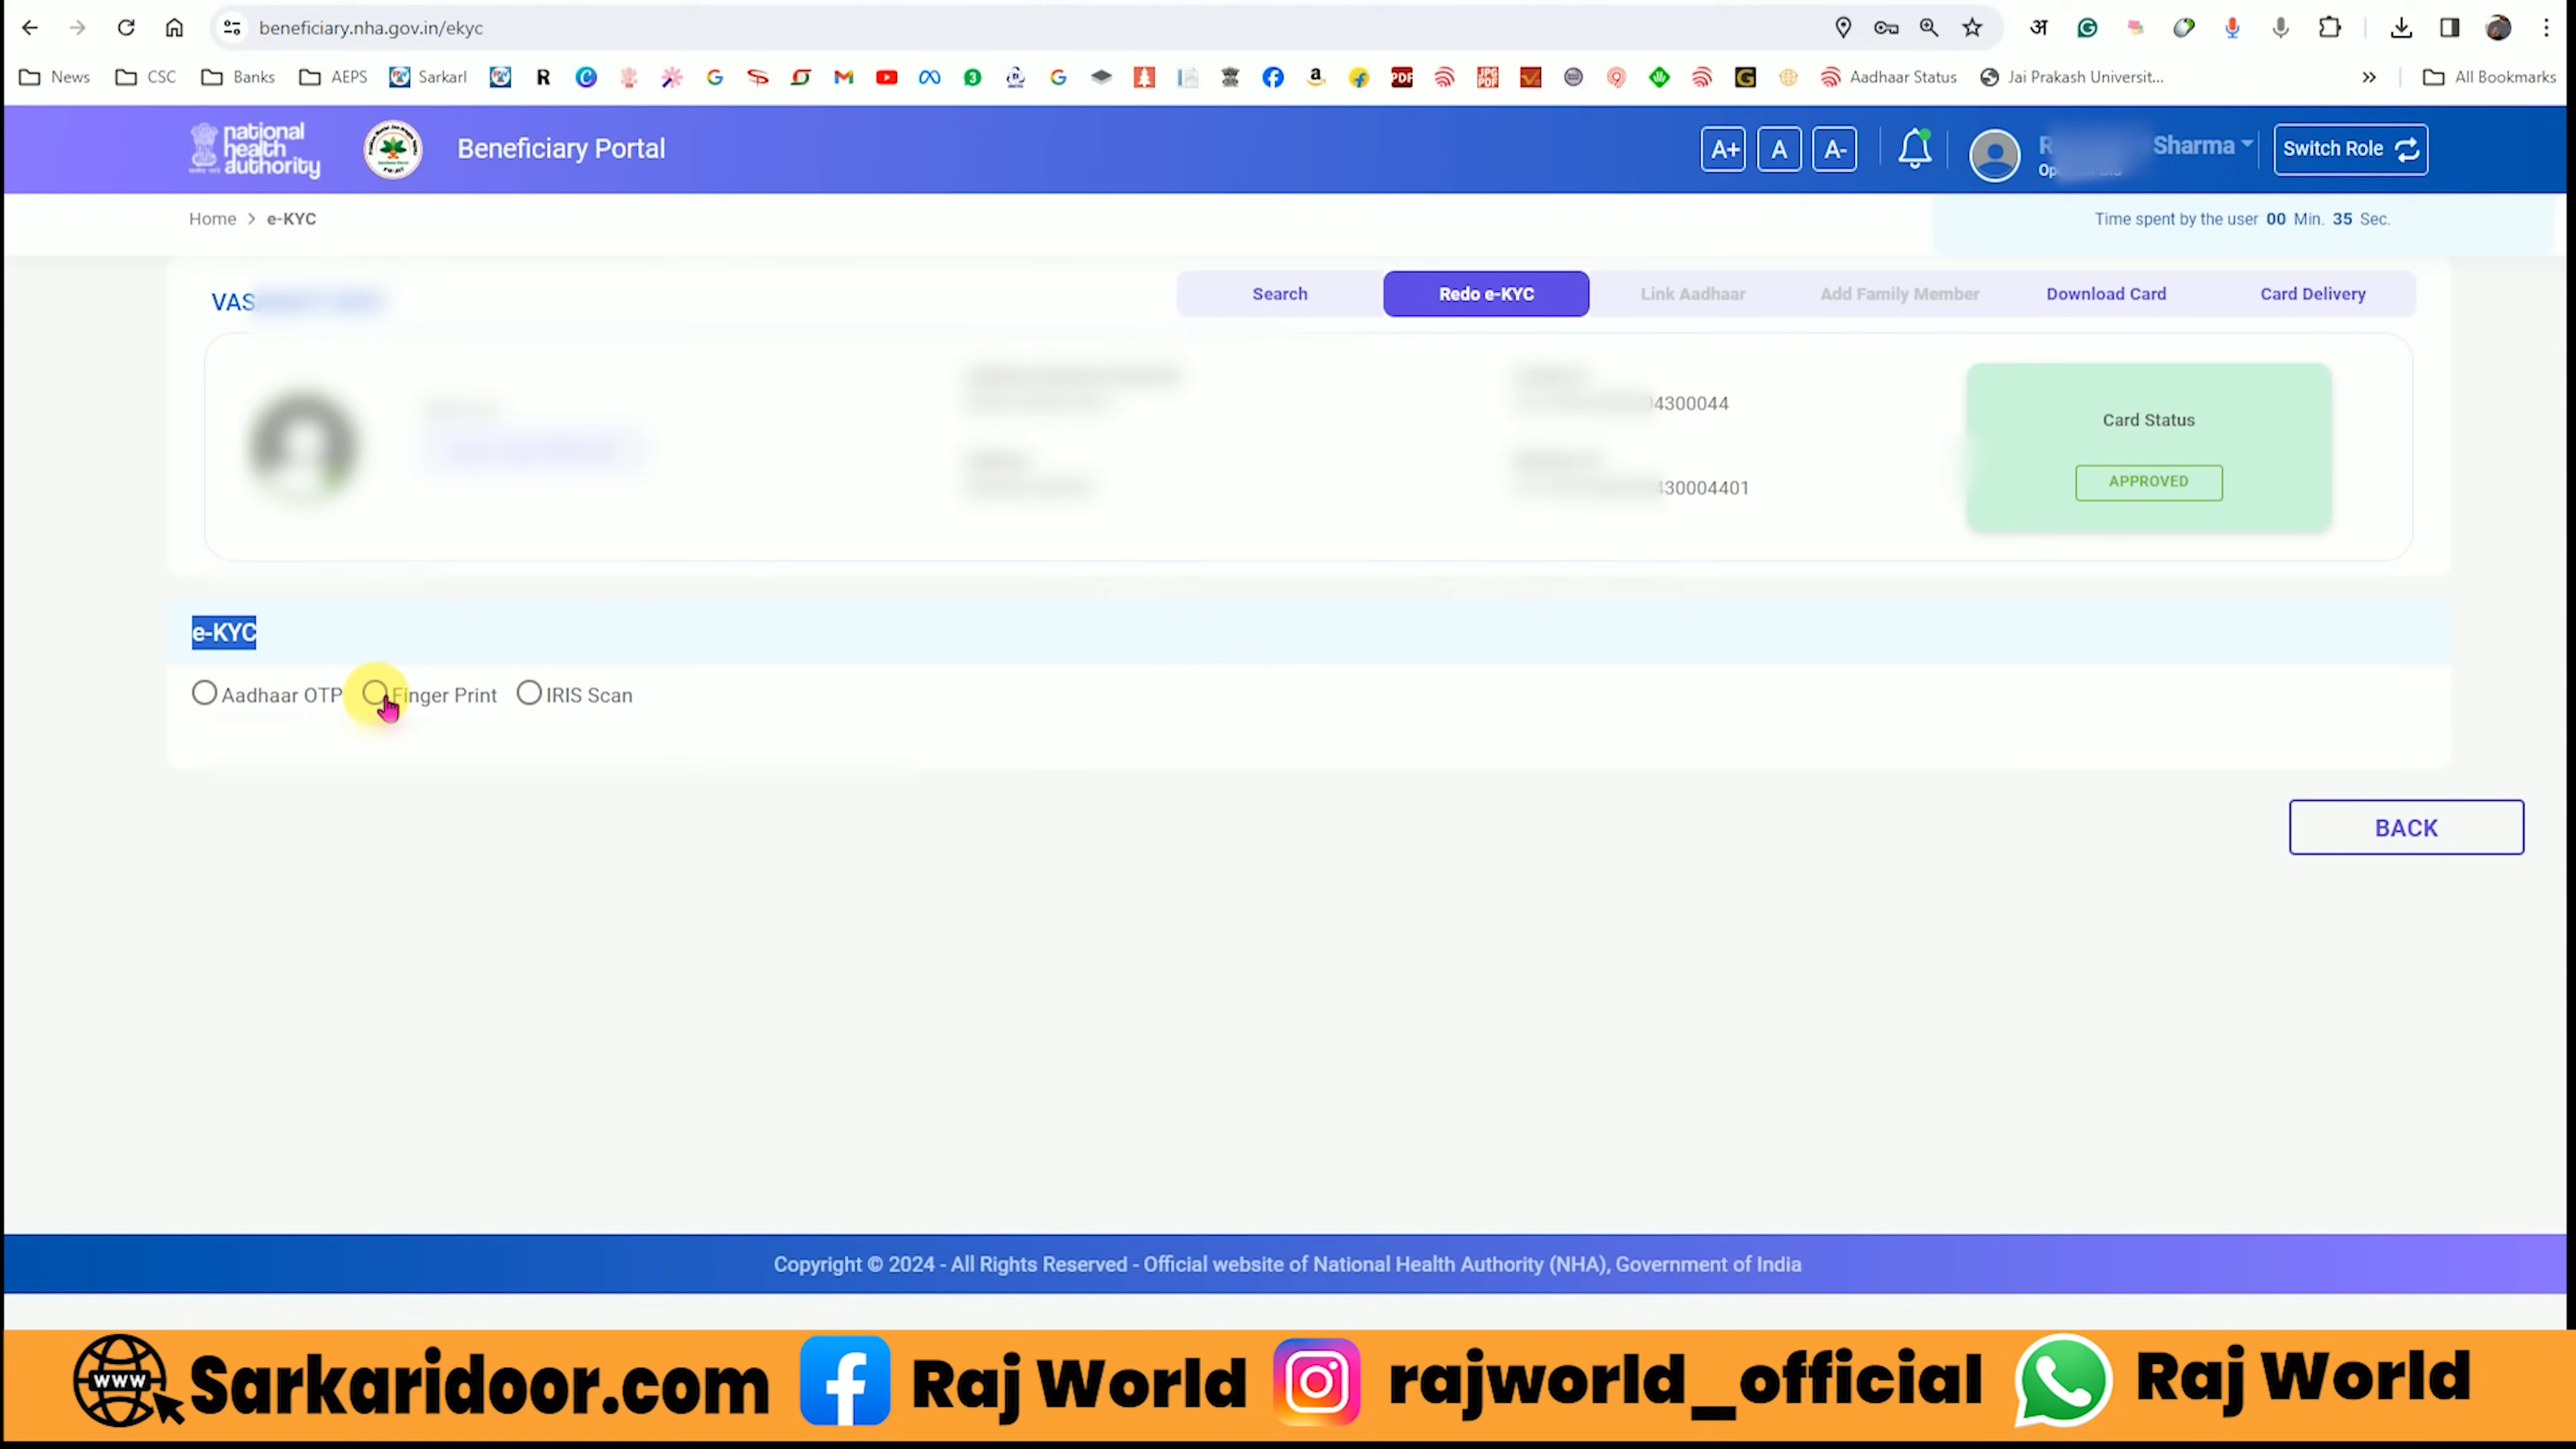 beneficiary.nha.gov.in/ekyc
News CSC Banks AEPS Sarkarl Aadhaar Status Jai Prakash Universit... All Bookmarks
national
health
authority
Beneficiary Portal
A+ A A-
Sharma
Switch Role
Home > e-KYC
Time spent by the user 00 Min. 35 Sec.
VAS
Search Redo e-KYC Link Aadhaar Add Family Member Download Card Card Delivery
4300044
430004401
Card Status
APPROVED
e-KYC
Aadhaar OTP Finger Print IRIS Scan
BACK
Copyright © 2024 - All Rights Reserved - Official website of National Health Authority (NHA), Government of India
www Sarkaridoor.com Raj World rajworld_official Raj World